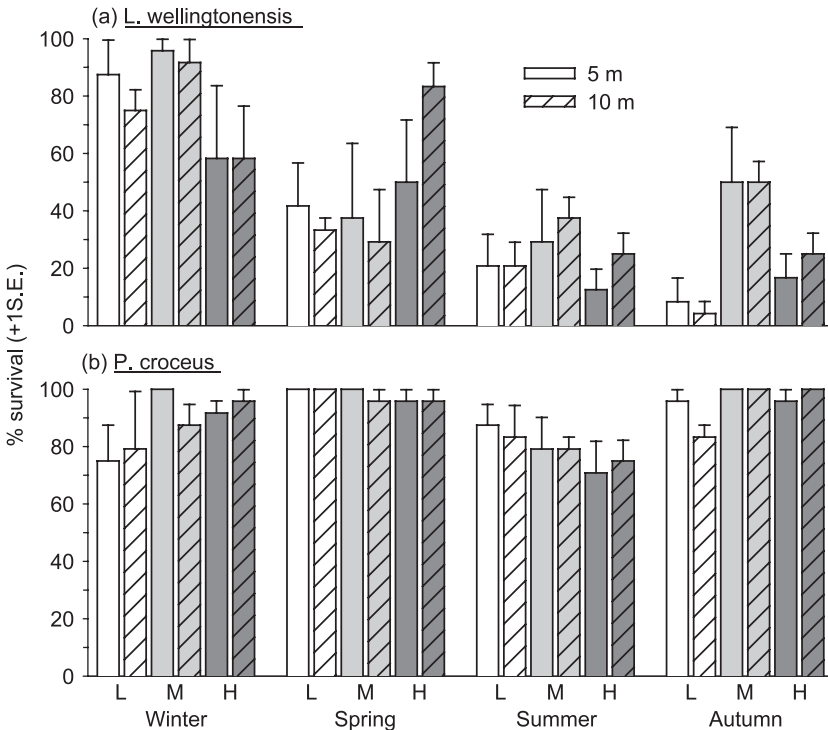 (a) L. wellingtonensis
100
80
60
40
20
0
5 m
10 m
% survival (+1S.E.)
(b) P. croceus
100
80
60
40
20
0
L M H L M H L M H L M H
Winter Spring Summer Autumn